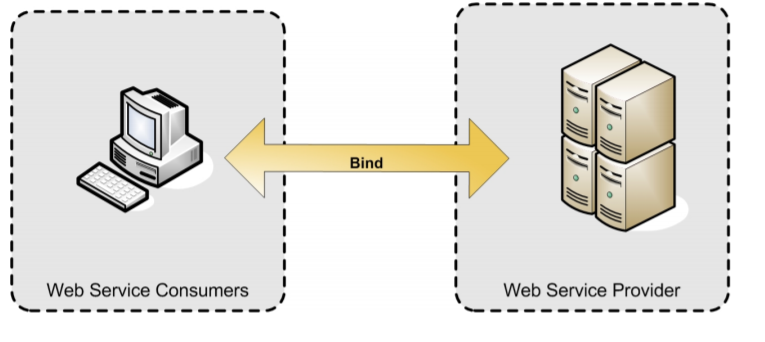 Bind
Web Service Consumers
Web Service Provider